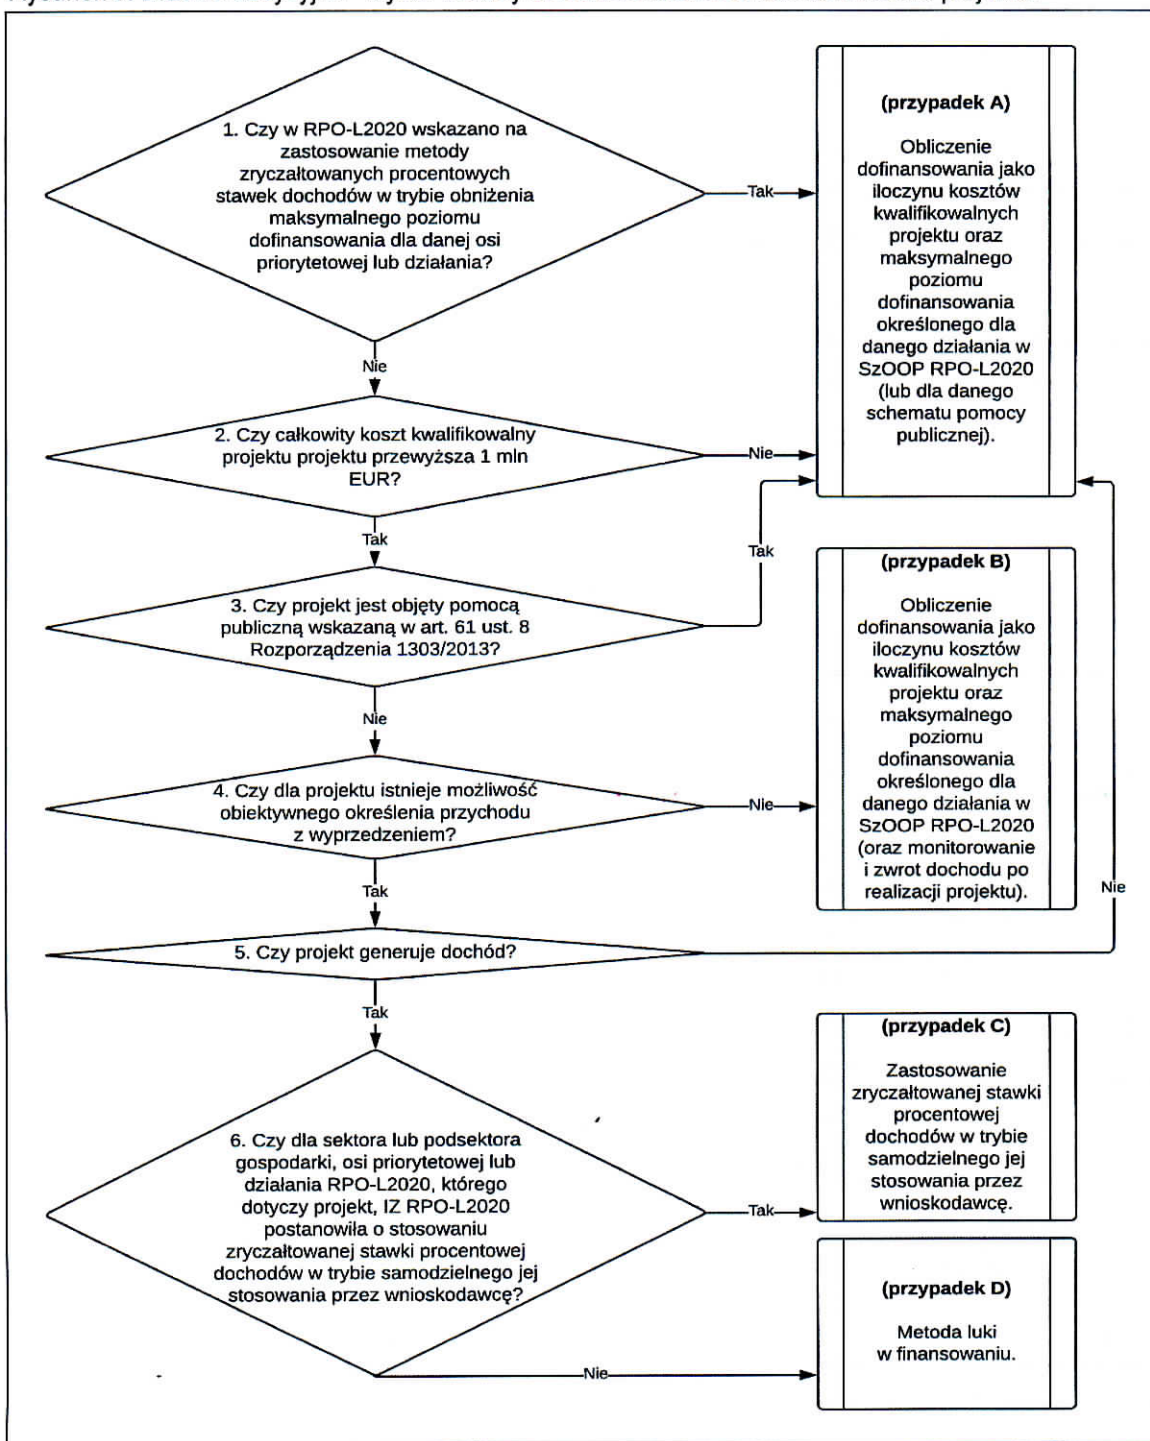 1. Czy w RPO-L2020 wskazano na
zastosowanie metody
zryczałtowanych procentowych
stawek dochodów w trybie obniżenia
maksymalnego poziomu
dofinansowania dla danej osi
priorytetowej lub działania?
Tak
(przypadek A)
Obliczenie
dofinansowania jako
iloczynu kosztów
kwalifikowalnych
projektu oraz
maksymalnego
poziomu
dofinansowania
określonego dla
danego działania w
SzOOP RPO-L2020
(lub dla danego
schematu pomocy
publicznej).
Nie
2. Czy całkowity koszt kwalifikowalny
projektu projektu przewyższa 1 mln
EUR?
Nie
Tak
3. Czy projekt jest objęty pomocą
publiczną wskazaną w art. 61 ust. 8
Rozporządzenia 1303/2013?
Tak
Nie
(przypadek B)
Obliczenie
dofinansowania jako
iloczynu kosztów
kwalifikowalnych
projektu oraz
maksymalnego
poziomu
dofinansowania
określonego dla
danego działania w
SzOOP RPO-L2020
(oraz monitorowanie
i zwrot dochodu po
realizacji projektu).
4. Czy dla projektu istnieje możliwość
obiektywnego określenia przychodu
z wyprzedzeniem?
Nie
Tak
5. Czy projekt generuje dochód?
Nie
Tak
6. Czy dla sektora lub podsektora
gospodarki, osi priorytetowej lub
działania RPO-L2020, którego
dotyczy projekt, IZ RPO-L2020
postanowiła o stosowaniu
zryczałtowanej stawki procentowej
dochodów w trybie samodzielnego jej
stosowania przez wnioskodawcę?
Tak
(przypadek C)
Zastosowanie
zryczałtowanej stawki
procentowej
dochodów w trybie
samodzielnego jej
stosowania przez
wnioskodawcę.
Nie
(przypadek D)
Metoda luki
w finansowaniu.